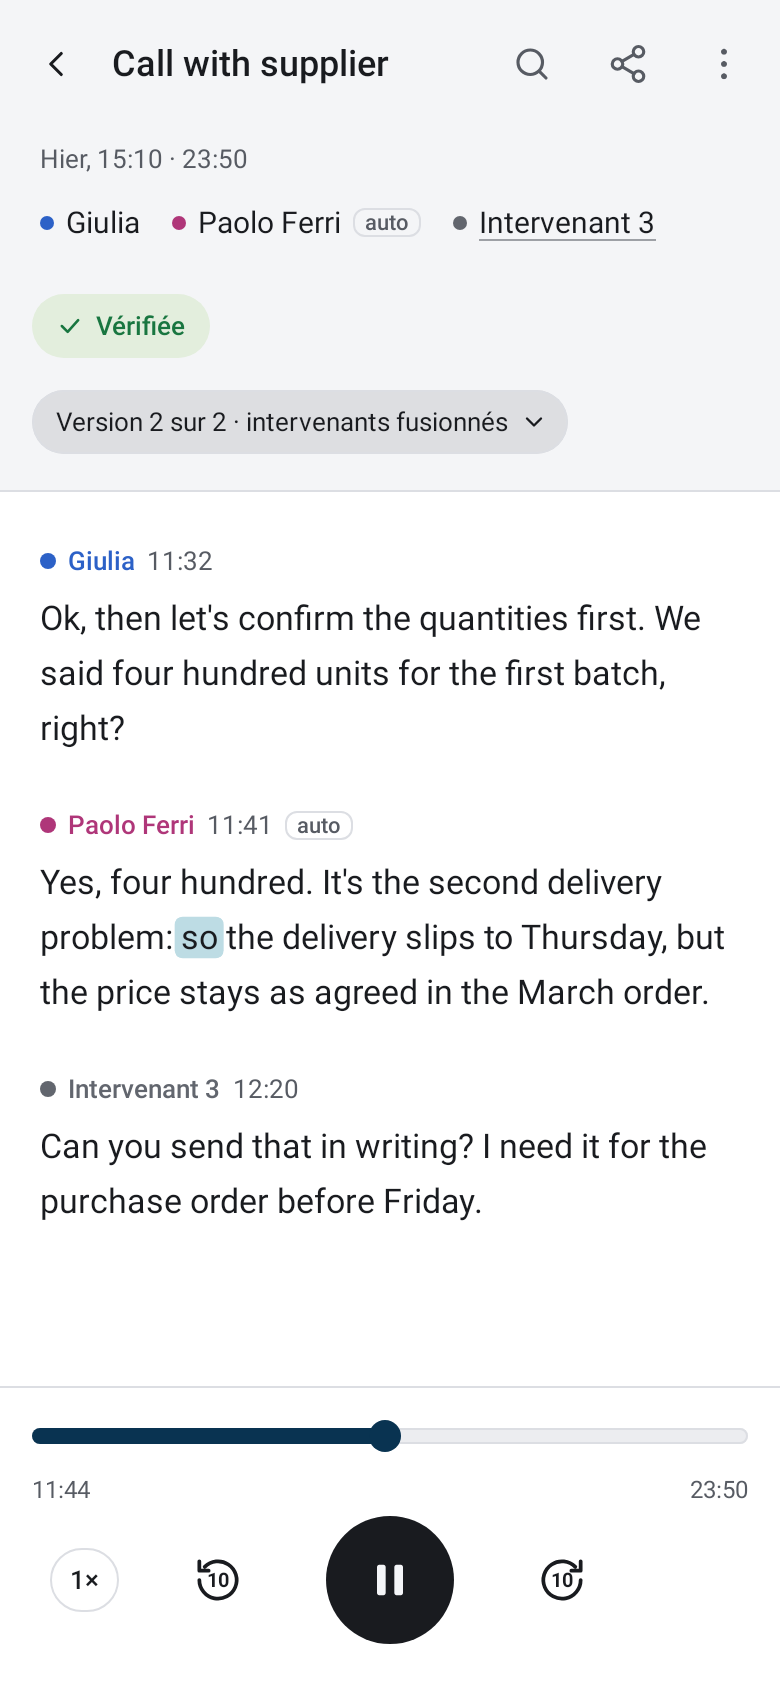 Call with supplier
Hier, 15:10 · 23:50
Giulia Paolo Ferri auto Intervenant 3
Vérifiée
Version 2 sur 2 · intervenants fusionnés
Giulia 11:32
Ok, then let's confirm the quantities first. We
said four hundred units for the first batch,
right?
Paolo Ferri 11:41 auto
Yes, four hundred. It's the second delivery
problem: so the delivery slips to Thursday, but
the price stays as agreed in the March order.
Intervenant 3 12:20
Can you send that in writing? I need it for the
purchase order before Friday.
11:44 23:50
1× 10 10